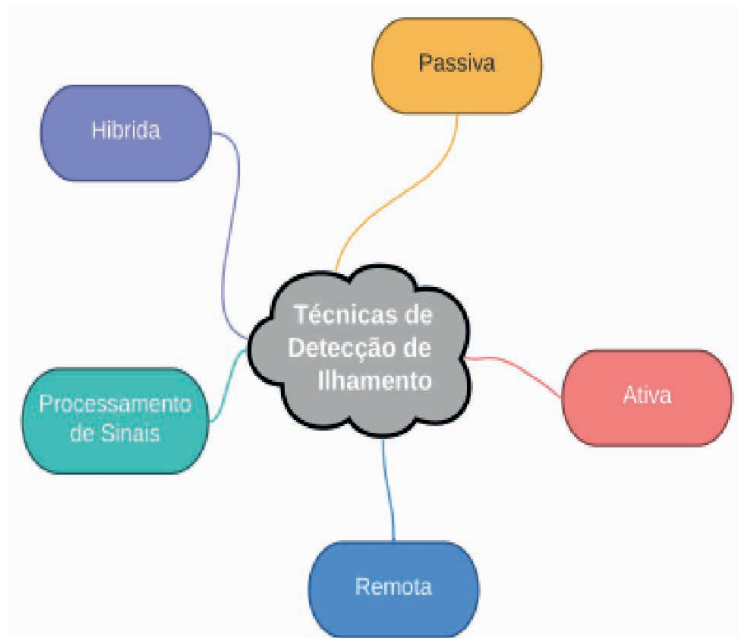 Passiva
Hibrida
Técnicas de
Detecção de
Ilhamento
Ativa
Processamento
de Sinais
Remota